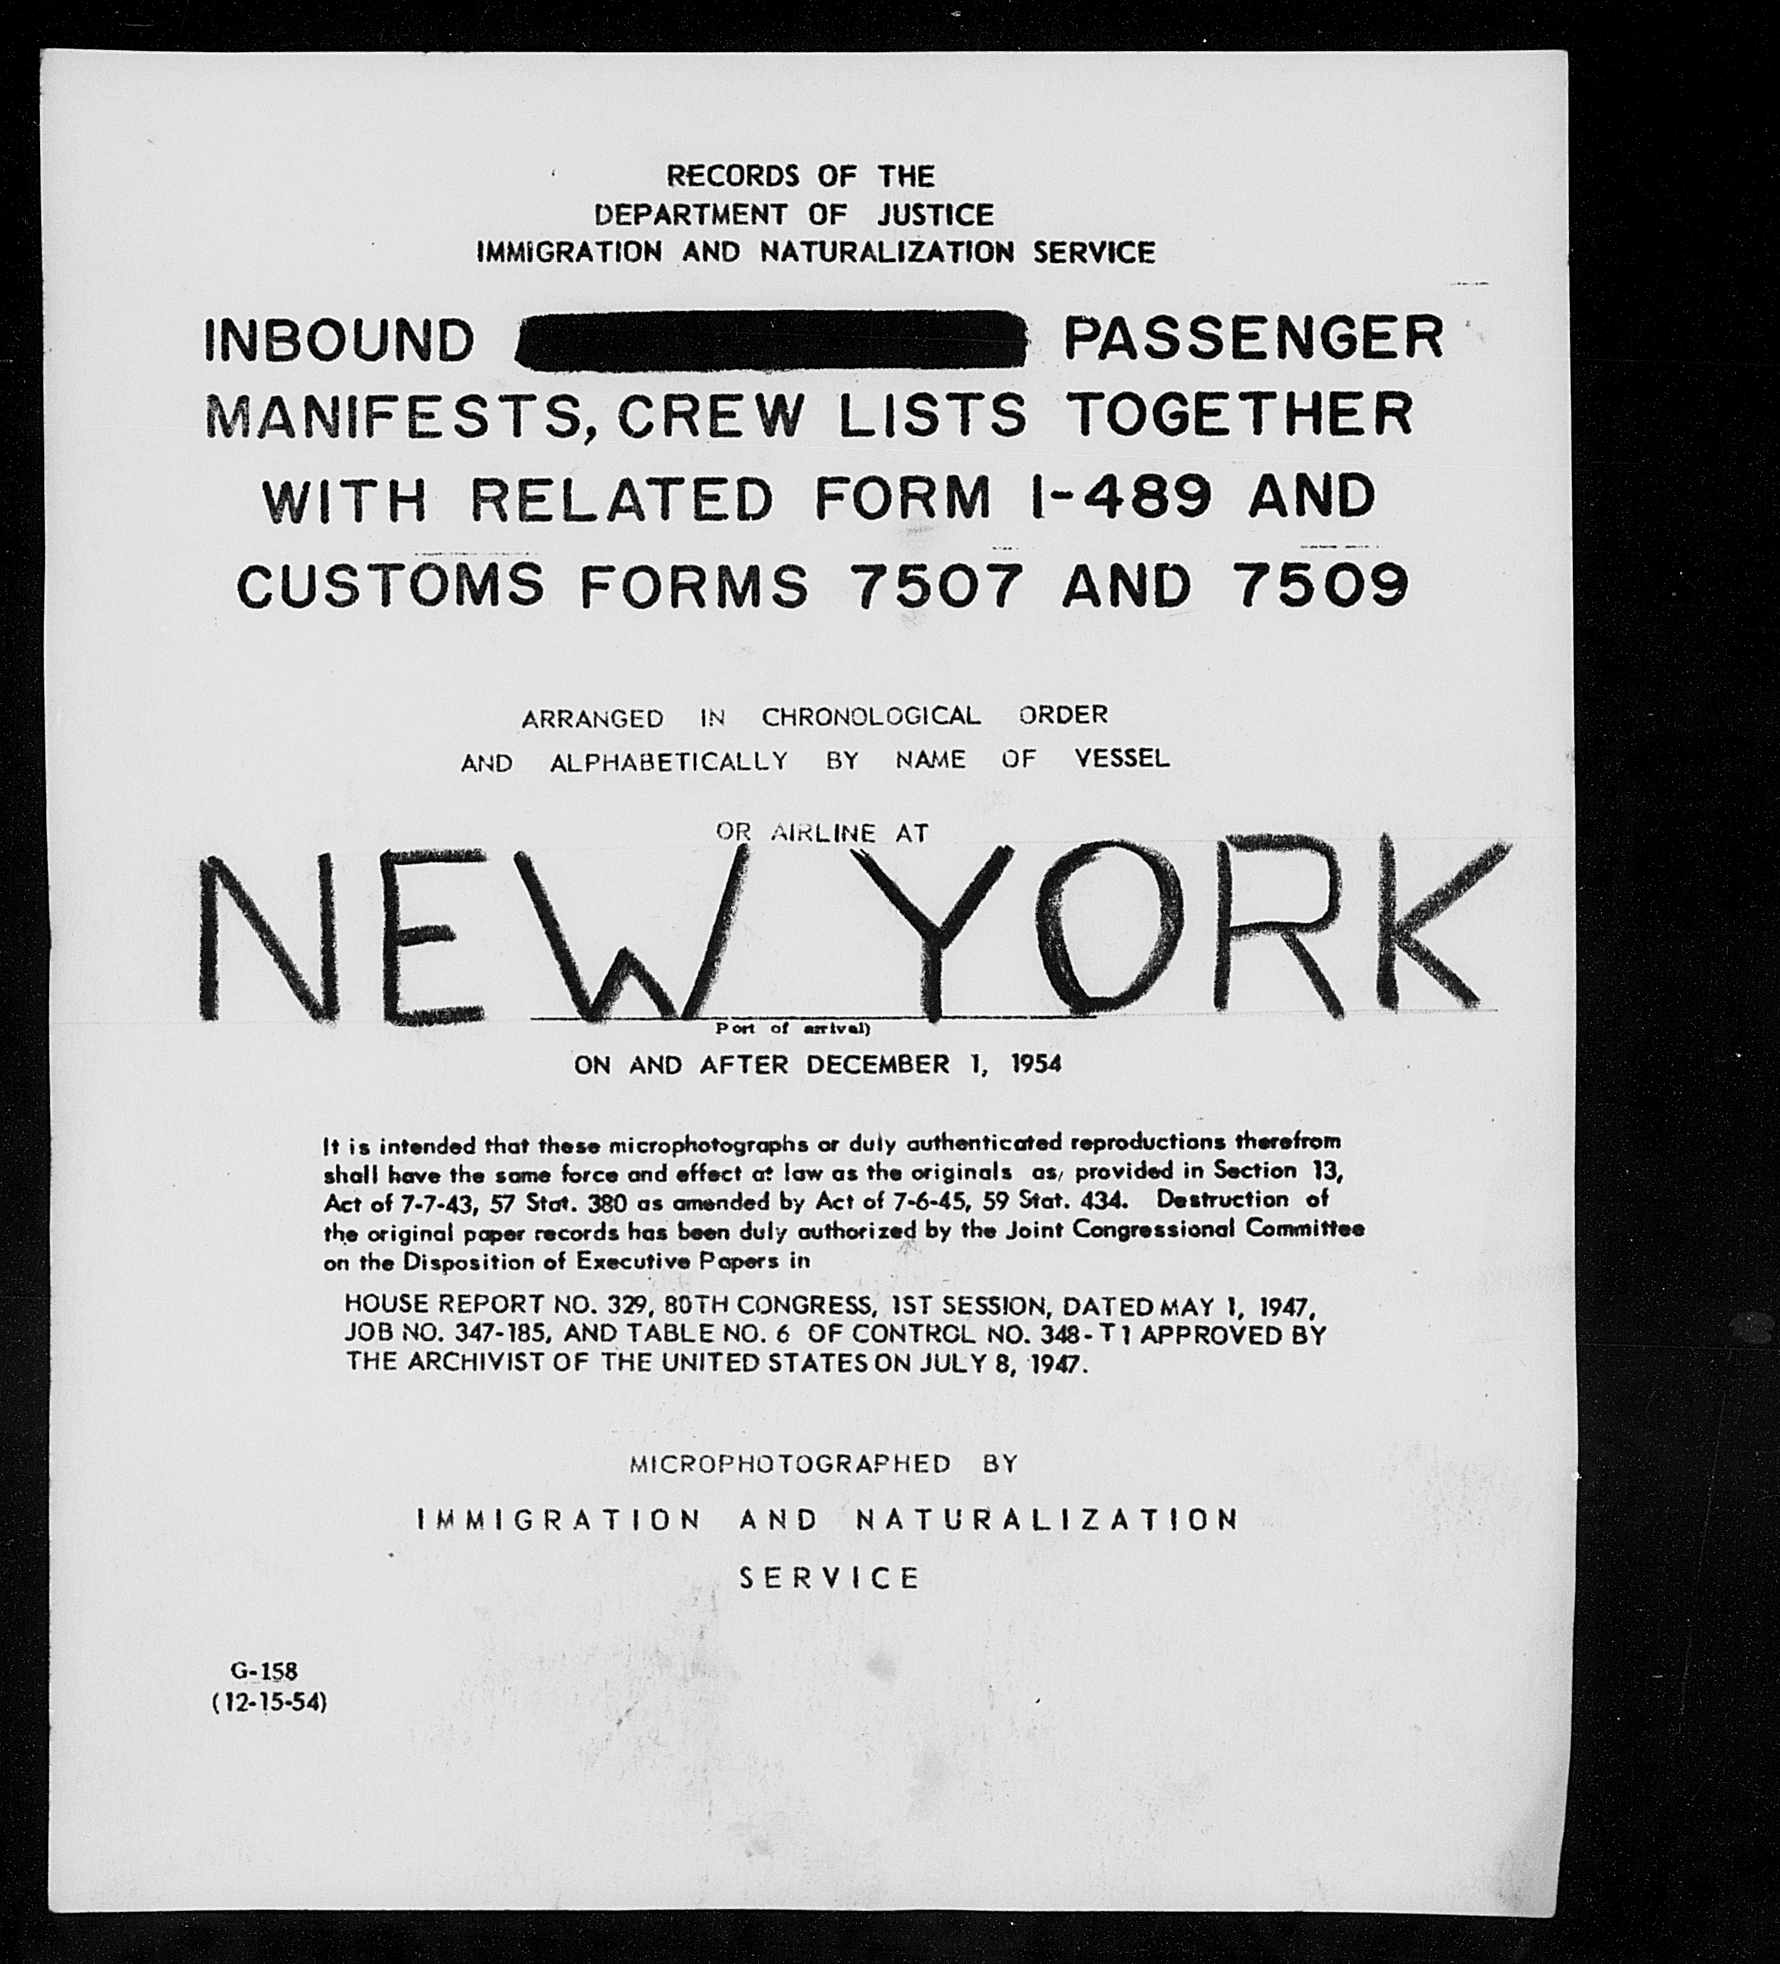 RECORDS OF THE
DEPARTMENT OF JUSTICE
IMMIGRATION AND NATURALIZATION SERVICE
INBOUND PASSENGER
MANIFESTS, CREW LISTS TOGETHER
WITH RELATED FORM I-489 AND
CUSTOMS FORMS 7507 AND 7509
ARRANGED IN CHRONOLOGICAL ORDER
AND ALPHABETICALLY BY NAME OF VESSEL
OR AIRLINE AT
NEW YORK
Port of arrival)
ON AND AFTER DECEMBER 1, 1954
It is intended that these microphotographs or duly authenticated reproductions therefrom
shall have the same force and effect at law as the originals as, provided in Section 13,
Act of 7-7-43, 57 Stat. 380 as amended by Act of 7-6-45, 59 Stat. 434. Destruction of
the original paper records has been duly authorized by the Joint Congressional Committee
on the Disposition of Executive Papers in
HOUSE REPORT NO. 329, 80TH CONGRESS, 1ST SESSION, DATED MAY 1, 1947,
JOB NO. 347-185, AND TABLE NO. 6 OF CONTROL NO. 348-T1 APPROVED BY
THE ARCHIVIST OF THE UNITED STATES ON JULY 8, 1947.
MICROPHOTOGRAPHED BY
IMMIGRATION AND NATURALIZATION
SERVICE
G-158
(12-15-54)